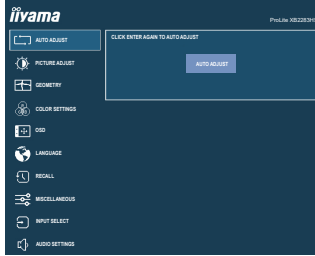 iiyama
ProLite XB2283HS
AUTO ADJUST
CLICK ENTER AGAIN TO AUTO ADJUST
AUTO ADJUST
PICTURE ADJUST
GEOMETRY
COLOR SETTINGS
OSD
LANGUAGE
RECALL
MISCELLANEOUS
INPUT SELECT
AUDIO SETTINGS